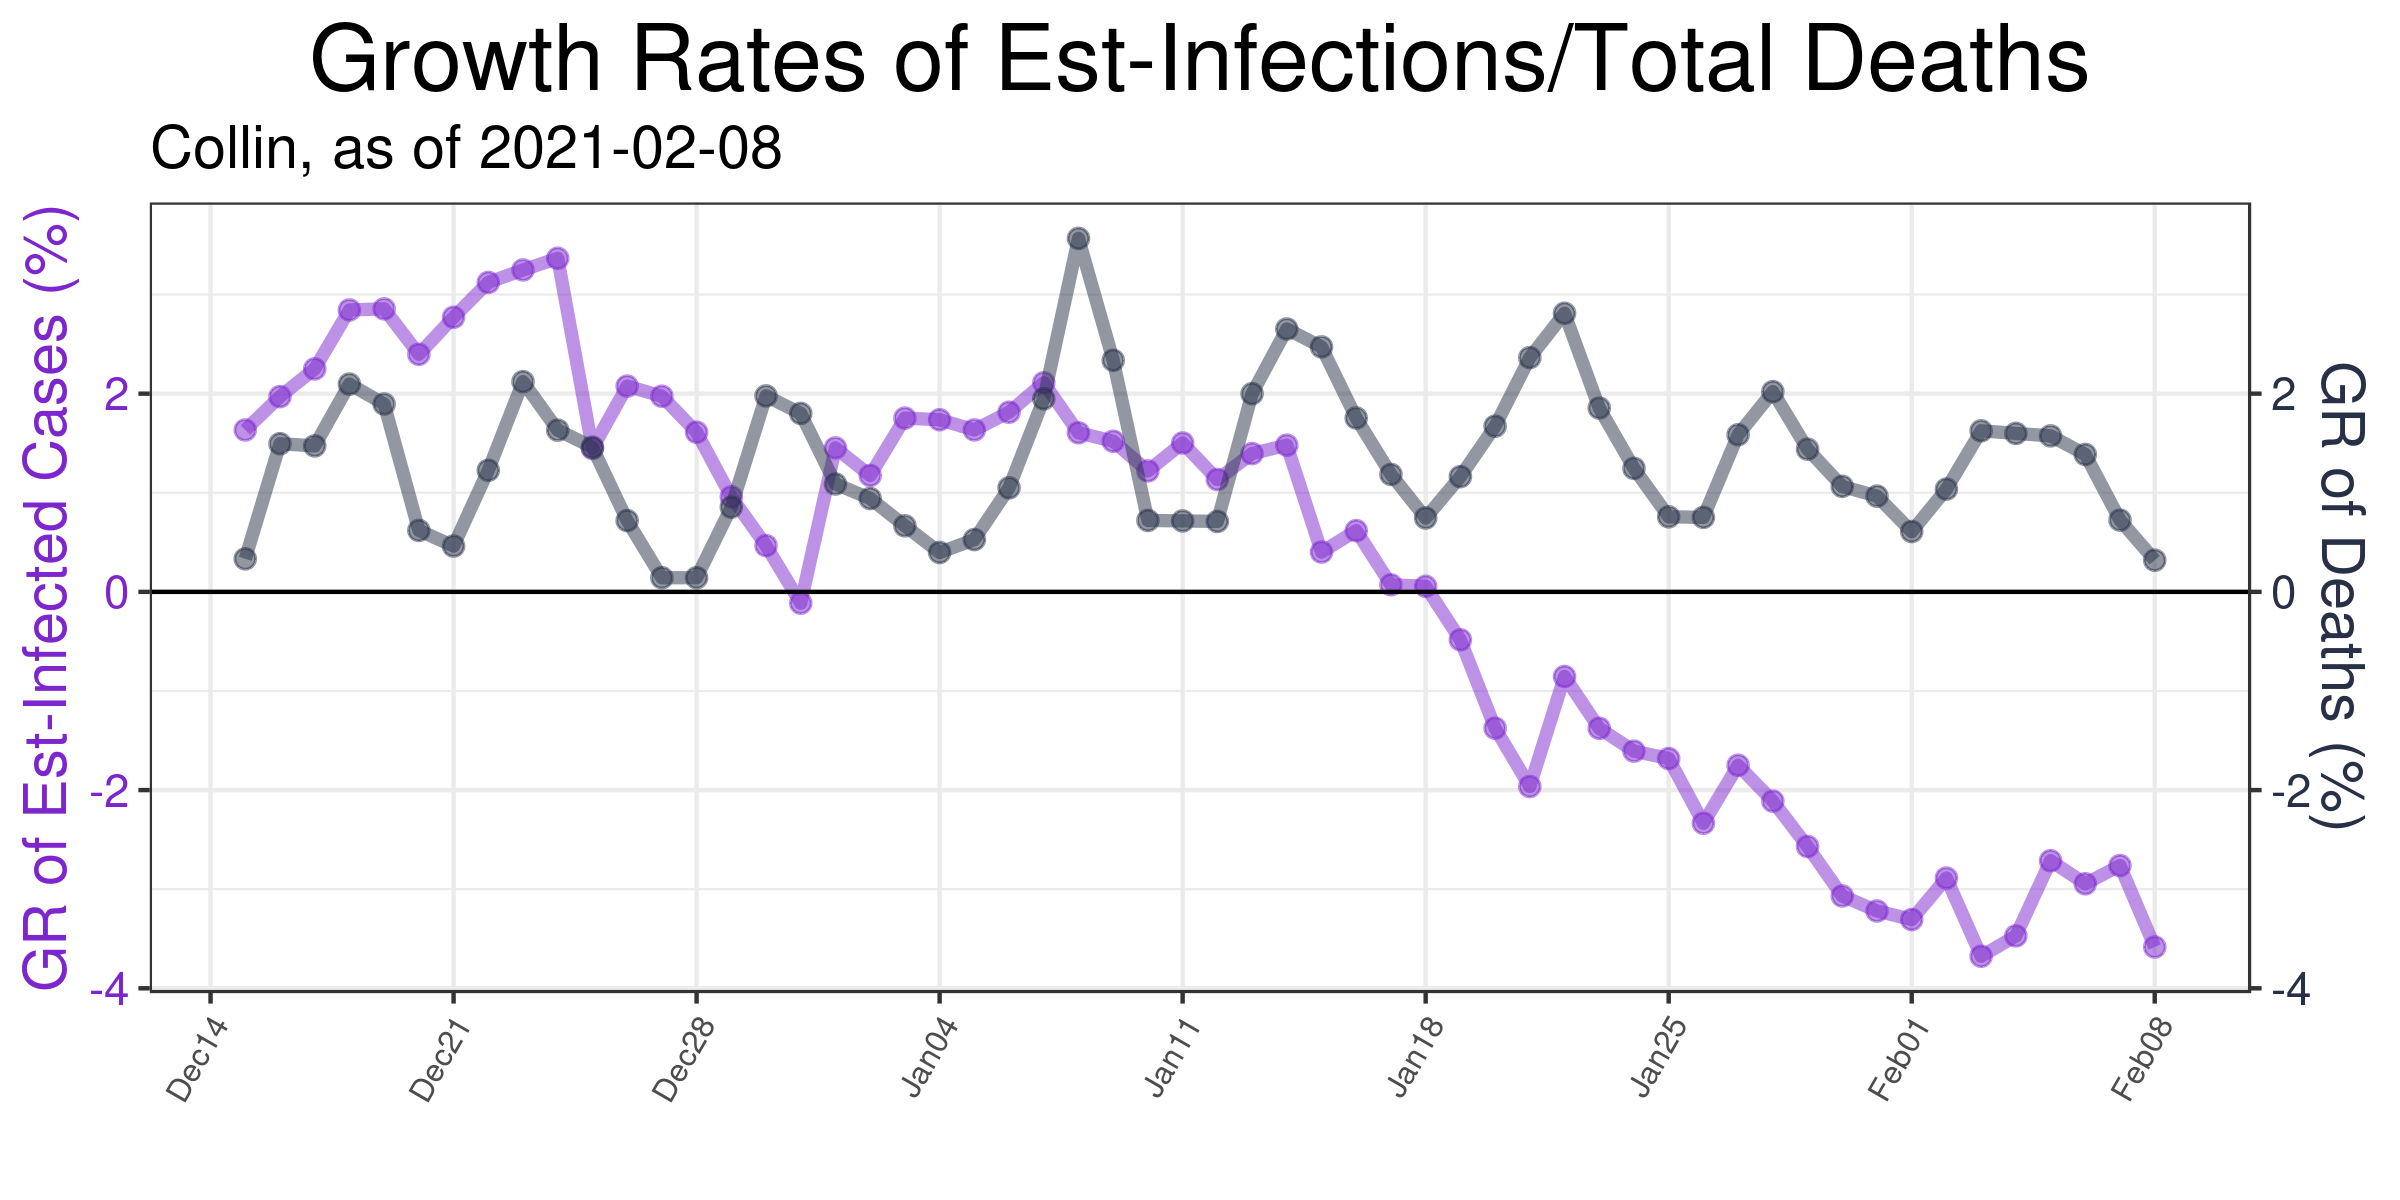 Growth Rates of Est-Infections/Total Deaths
Collin, as of 2021-02-08
GR of Est-Infected Cases (%)
2
0
-2
-4
2
0
-2
-4
GR of Deaths (%)
Dec14
Dec21
Dec28
Jan04
Jan11
Jan18
Jan25
Feb01
Feb08